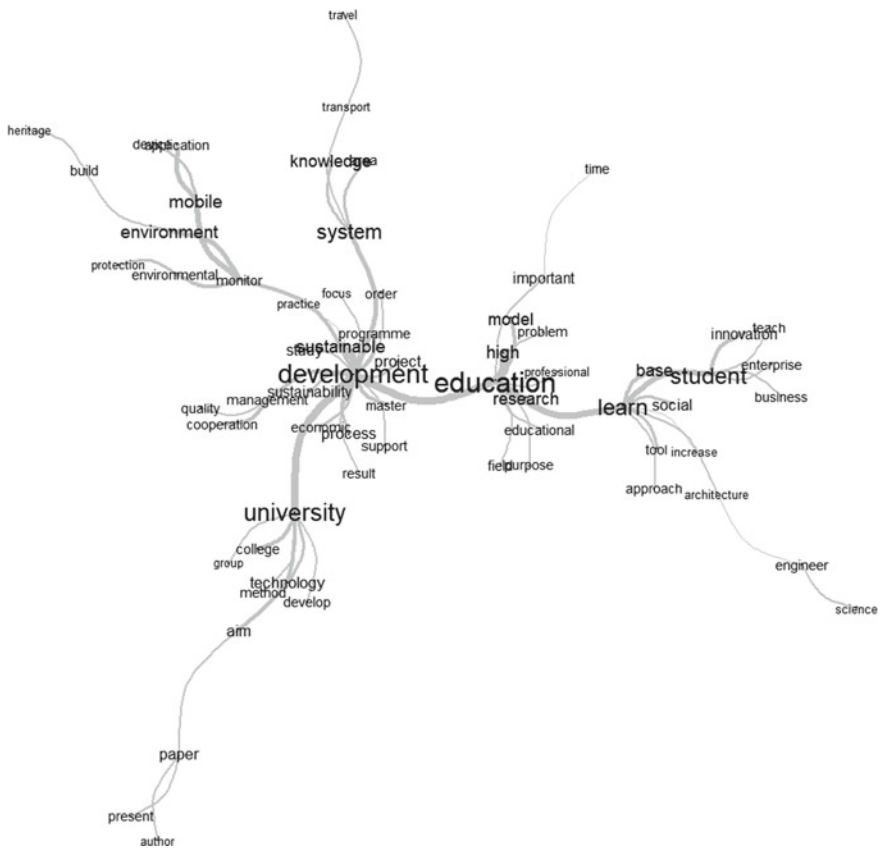 travel
transport
heritage
device
application
build
knowledge
area
time
mobile
environment
system
protection
environmental
monitor
important
focus
order
practice
model
programme
problem
innovation
teach
sustainable
study
high
project
enterprise
base
student
development
education
professional
sustainability
business
management
research
learn
social
quality
master
cooperation
economic
process
educational
support
tool
increase
result
field
purpose
approach
architecture
university
college
group
engineer
technology
method
develop
science
aim
paper
present
author